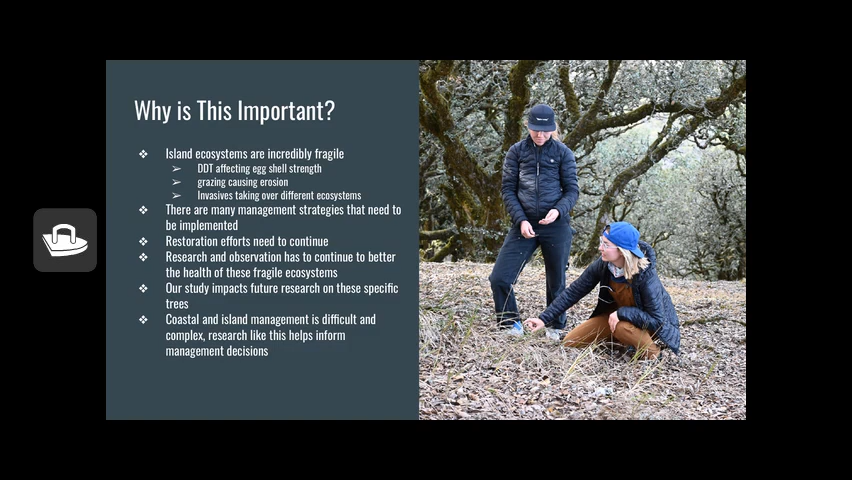 Why is This Important?
❖ Island ecosystems are incredibly fragile
➢ DDT affecting egg shell strength
➢ grazing causing erosion
➢ Invasives taking over different ecosystems
❖ There are many management strategies that need to
be implemented
❖ Restoration efforts need to continue
❖ Research and observation has to continue to better
the health of these fragile ecosystems
❖ Our study impacts future research on these specific
trees
❖ Coastal and island management is difficult and
complex, research like this helps inform
management decisions